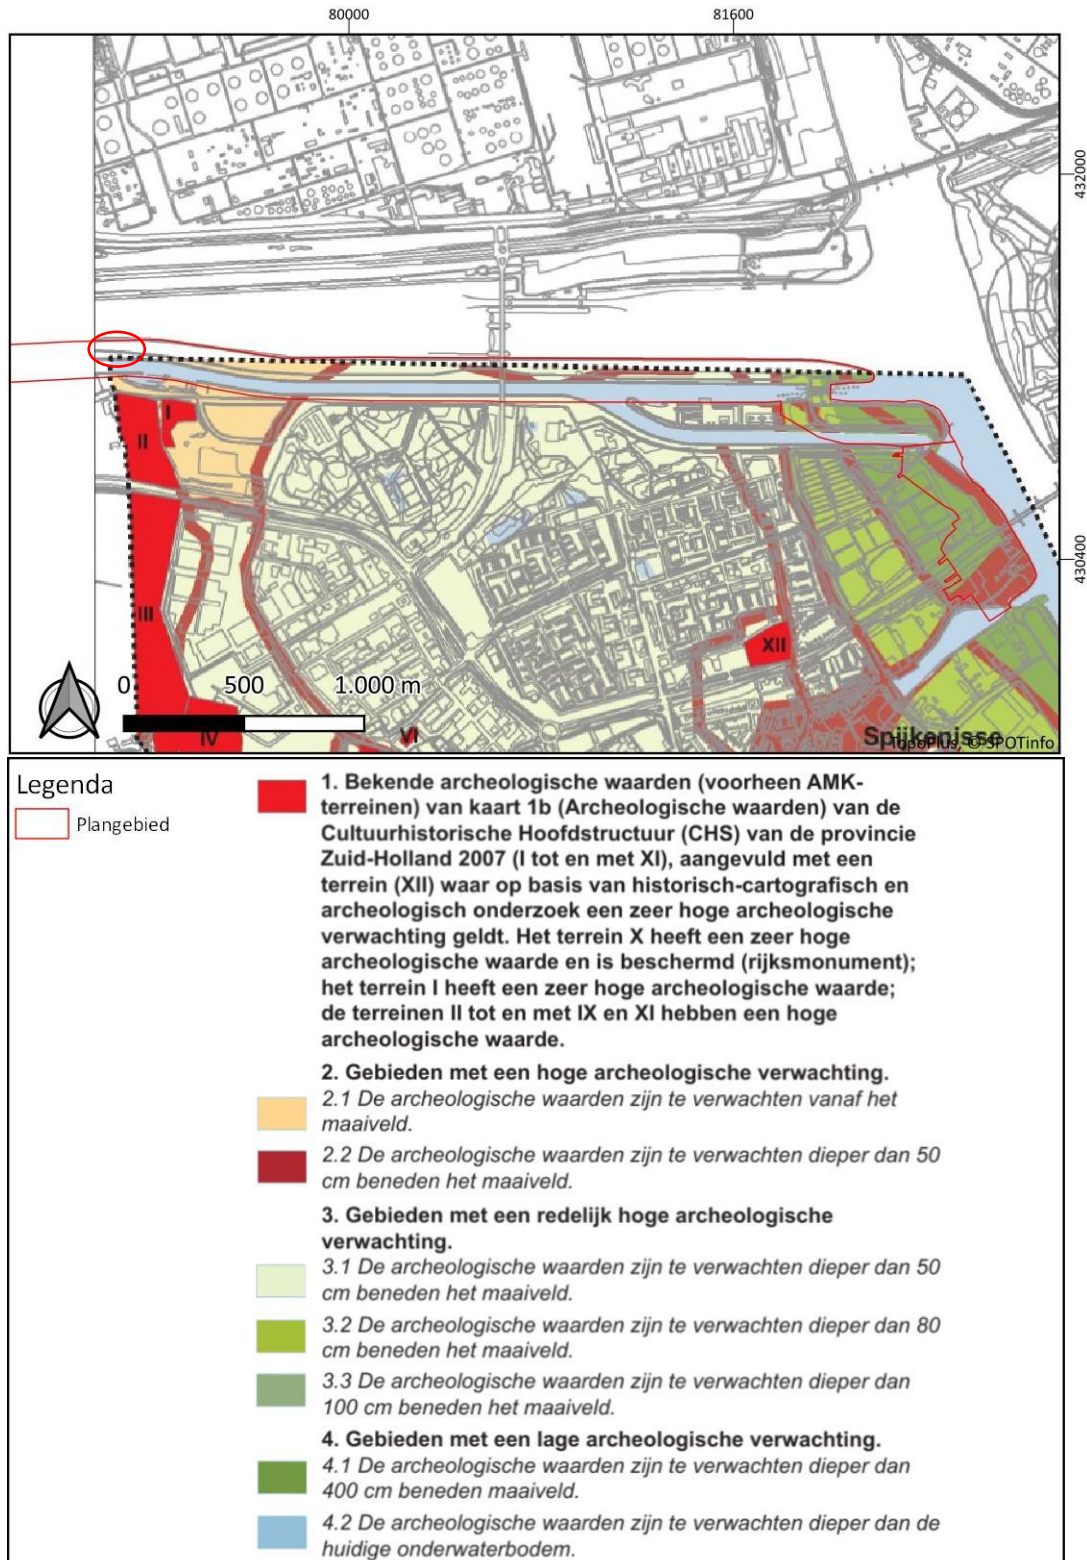 80000
81600
432000
430400
I
II
III
IV
VI
XII
0 500 1.000 m
Spijkenisse
TopoPlus, © SPOTinfo
Legenda
Plangebied
1. Bekende archeologische waarden (voorheen AMK-
terreinen) van kaart 1b (Archeologische waarden) van de
Cultuurhistorische Hoofdstructuur (CHS) van de provincie
Zuid-Holland 2007 (I tot en met XI), aangevuld met een
terrein (XII) waar op basis van historisch-cartografisch en
archeologisch onderzoek een zeer hoge archeologische
verwachting geldt. Het terrein X heeft een zeer hoge
archeologische waarde en is beschermd (rijksmonument);
het terrein I heeft een zeer hoge archeologische waarde;
de terreinen II tot en met IX en XI hebben een hoge
archeologische waarde.
2. Gebieden met een hoge archeologische verwachting.
2.1 De archeologische waarden zijn te verwachten vanaf het
maaiveld.
2.2 De archeologische waarden zijn te verwachten dieper dan 50
cm beneden het maaiveld.
3. Gebieden met een redelijk hoge archeologische
verwachting.
3.1 De archeologische waarden zijn te verwachten dieper dan 50
cm beneden het maaiveld.
3.2 De archeologische waarden zijn te verwachten dieper dan 80
cm beneden het maaiveld.
3.3 De archeologische waarden zijn te verwachten dieper dan
100 cm beneden het maaiveld.
4. Gebieden met een lage archeologische verwachting.
4.1 De archeologische waarden zijn te verwachten dieper dan
400 cm beneden maaiveld.
4.2 De archeologische waarden zijn te verwachten dieper dan de
huidige onderwaterbodem.